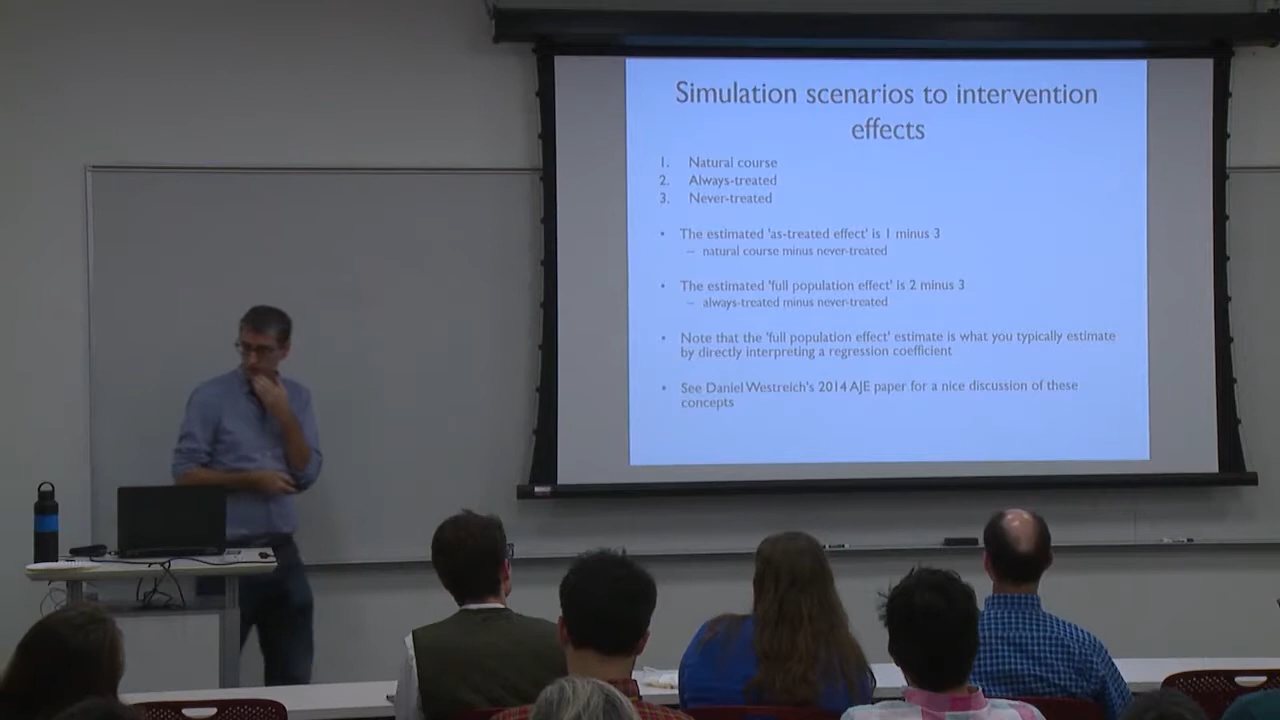 Simulation scenarios to intervention
effects
1. Natural course
2. Always-treated
3. Never-treated
• The estimated 'as-treated effect' is 1 minus 3
– natural course minus never-treated
• The estimated 'full population effect' is 2 minus 3
– always-treated minus never-treated
• Note that the 'full population effect' estimate is what you typically estimate
by directly interpreting a regression coefficient
• See Daniel Westreich's 2014 AJE paper for a nice discussion of these
concepts